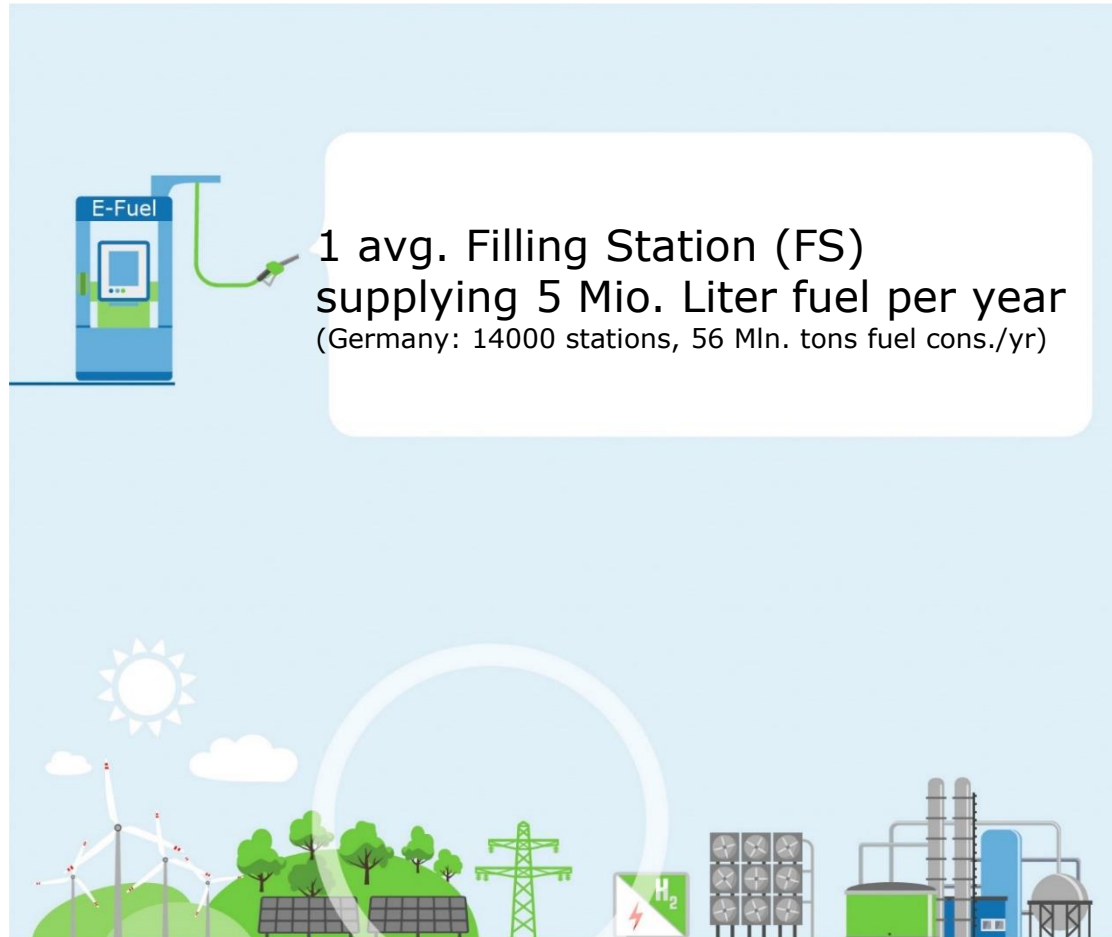 E-Fuel
1 avg. Filling Station (FS)
supplying 5 Mio. Liter fuel per year
(Germany: 14000 stations, 56 Mln. tons fuel cons./yr)
H₂